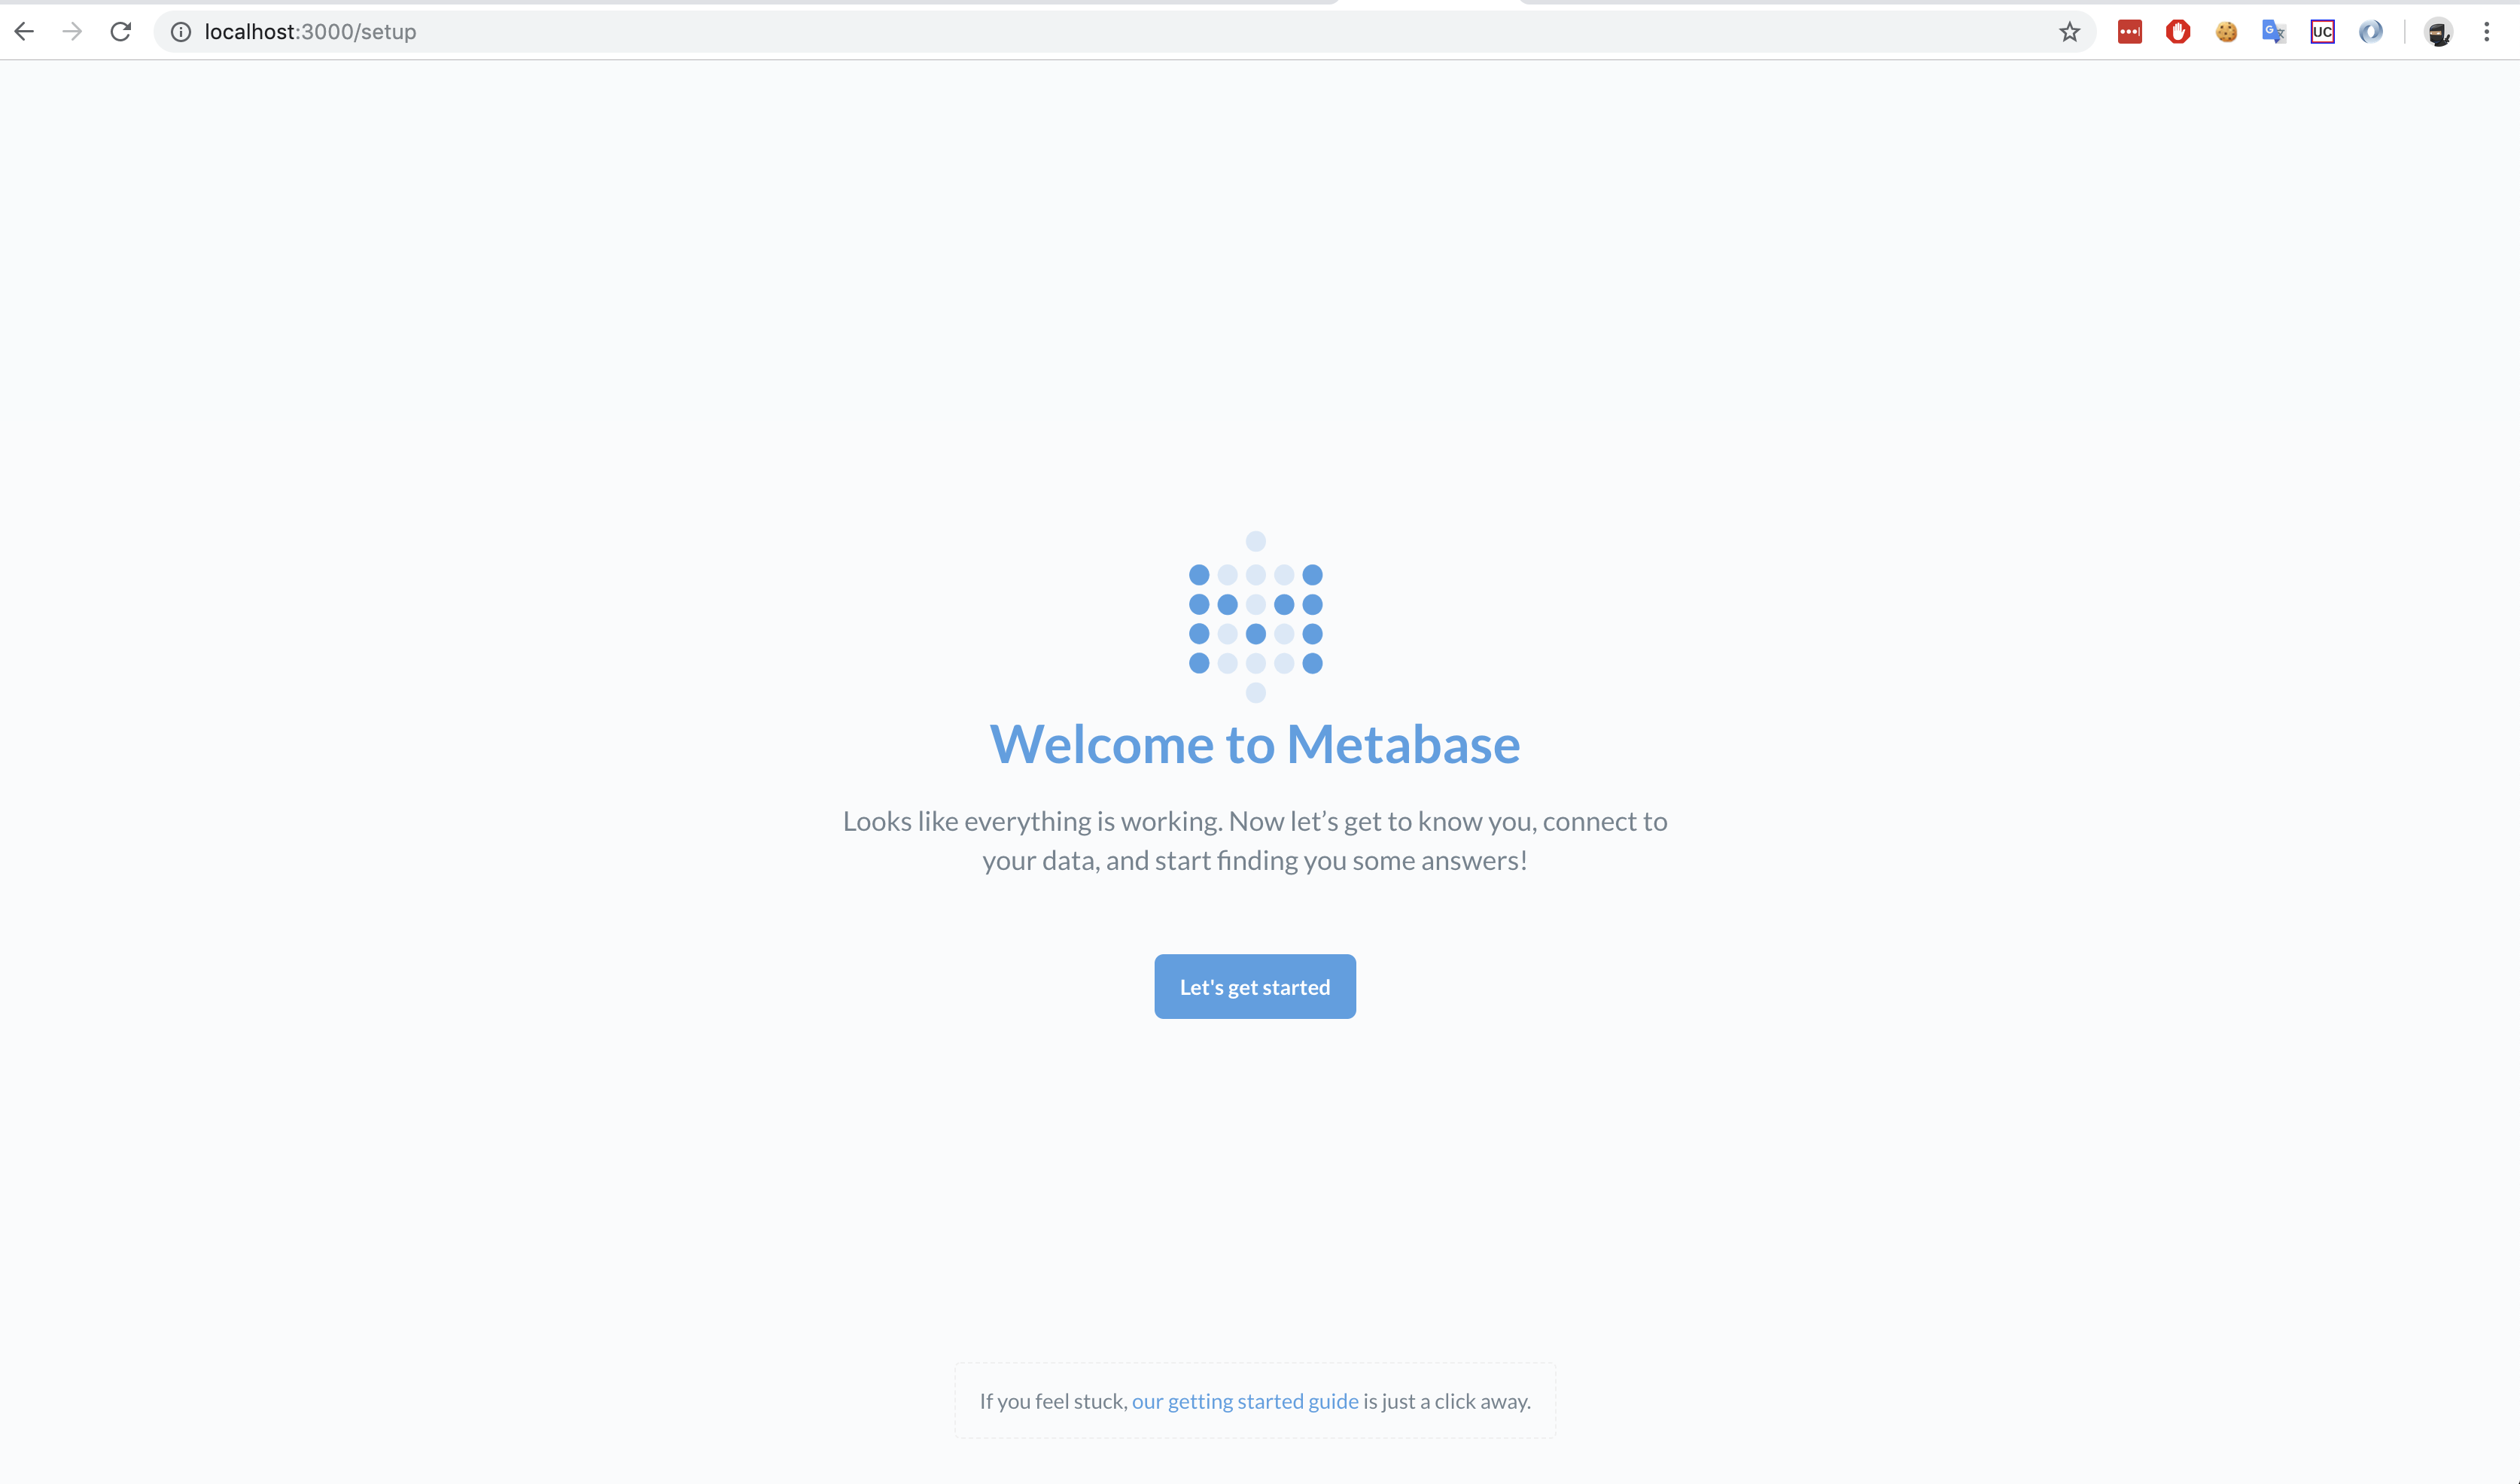 localhost:3000/setup
UC
Welcome to Metabase
Looks like everything is working. Now let’s get to know you, connect to
your data, and start finding you some answers!
Let's get started
If you feel stuck, our getting started guide is just a click away.